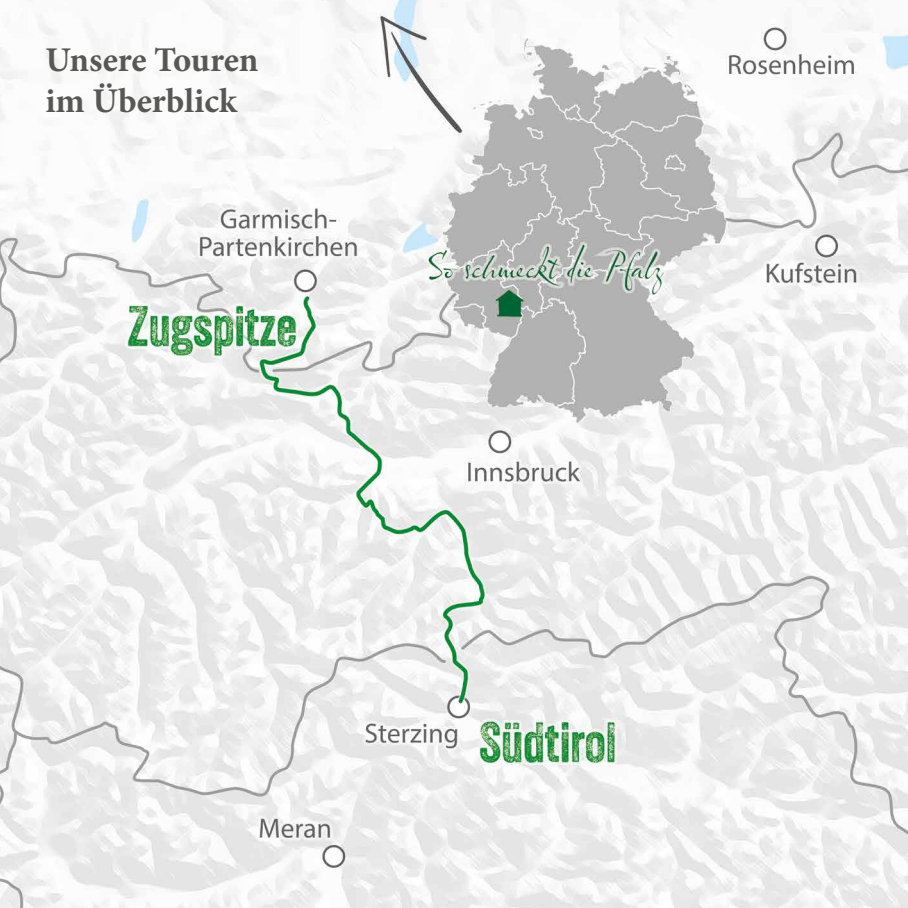 Unsere Touren
im Überblick
Rosenheim
Garmisch-
Partenkirchen
Kufstein
So schmeckt die Pfalz
Zugspitze
Innsbruck
Sterzing
Südtirol
Meran